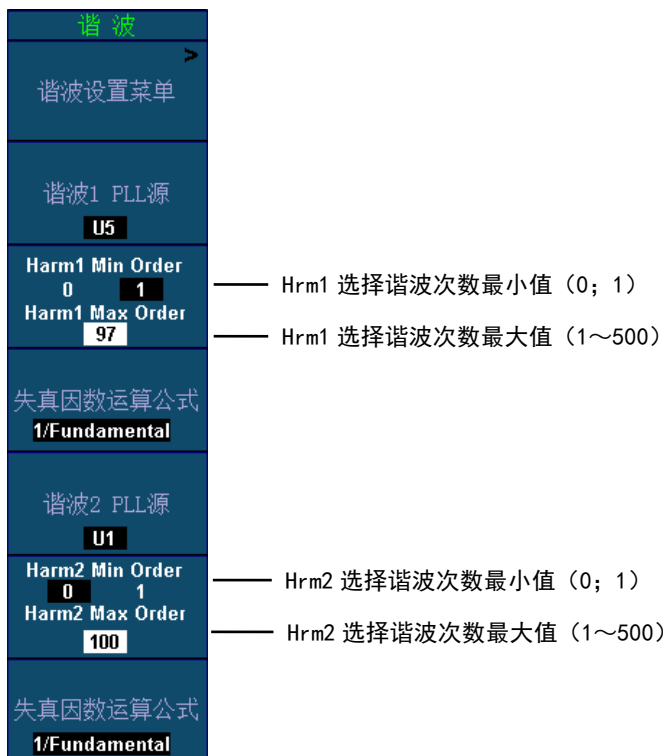 谐 波
>
谐波设置菜单
谐波1 PLL源
U5
Harm1 Min Order
0 1
Harm1 Max Order
97
Hrm1 选择谐波次数最小值（0；1）
Hrm1 选择谐波次数最大值（1～500）
失真因数运算公式
1/Fundamental
谐波2 PLL源
U1
Harm2 Min Order
0 1
Harm2 Max Order
100
Hrm2 选择谐波次数最小值（0；1）
Hrm2 选择谐波次数最大值（1～500）
失真因数运算公式
1/Fundamental